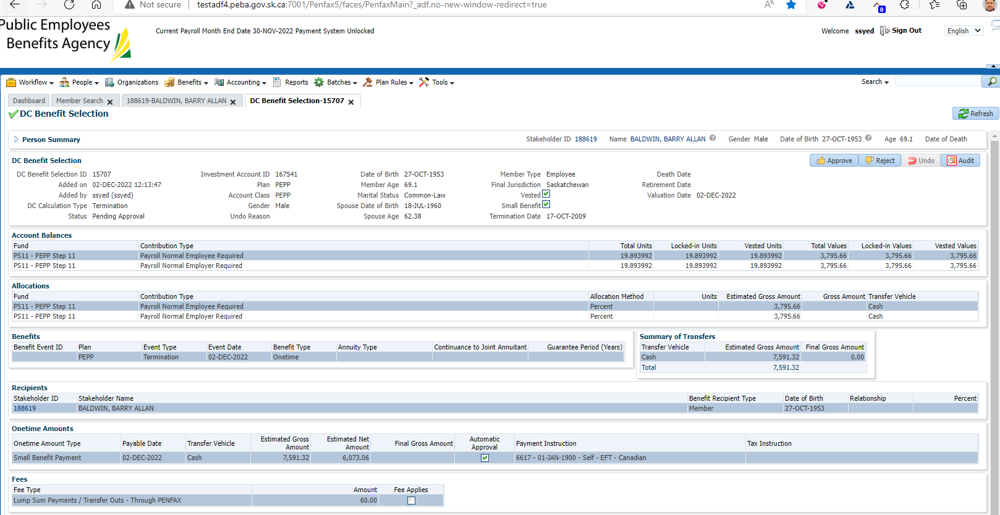 Not secure testadf4.peba.gov.sk.ca:7001/Penfax5/faces/PenfaxMain?_adf.no-new-window-redirect=true
0
Public Employees
Benefits Agency
Current Payroll Month End Date 30-NOV-2022 Payment System Unlocked
Welcome ssyed Sign Out English
Workflow People Organizations Benefits Accounting Reports Batches Plan Rules Tools Search
Dashboard Member Search 188619-BALDWIN, BARRY ALLAN DC Benefit Selection-15707
DC Benefit Selection Refresh
Person Summary Stakeholder ID 188619 Name BALDWIN, BARRY ALLAN Gender Male Date of Birth 27-OCT-1953 Age 69.1 Date of Death
DC Benefit Selection Approve Reject Undo Audit
DC Benefit Selection ID 15707 Investment Account ID 167541 Date of Birth 27-OCT-1953 Member Type Employee Death Date
Added on 02-DEC-2022 12:13:47 Plan PEPP Member Age 69.1 Final Jurisdiction Saskatchewan Retirement Date
Added by ssyed (ssyed) Account Class PEPP Marital Status Common-Law Vested Valuation Date 02-DEC-2022
DC Calculation Type Termination Gender Male Spouse Date of Birth 18-JUL-1960 Small Benefit
Status Pending Approval Undo Reason Spouse Age 62.38 Termination Date 17-OCT-2009
Account Balances
Fund Contribution Type Total Units Locked-in Units Vested Units Total Values Locked-in Values Vested Values
PS11 - PEPP Step 11 Payroll Normal Employee Required 19.893992 19.893992 19.893992 3,795.66 3,795.66 3,795.66
PS11 - PEPP Step 11 Payroll Normal Employer Required 19.893992 19.893992 19.893992 3,795.66 3,795.66 3,795.66
Allocations
Fund Contribution Type Allocation Method Units Estimated Gross Amount Gross Amount Transfer Vehicle
PS11 - PEPP Step 11 Payroll Normal Employee Required Percent 3,795.66 Cash
PS11 - PEPP Step 11 Payroll Normal Employer Required Percent 3,795.66 Cash
Benefits
Benefit Event ID Plan Event Type Event Date Benefit Type Annuity Type Continuance to Joint Annuitant Guarantee Period (Years)
PEPP Termination 02-DEC-2022 Onetime
Summary of Transfers
Transfer Vehicle Estimated Gross Amount Final Gross Amount
Cash 7,591.32 0.00
Total 7,591.32
Recipients
Stakeholder ID Stakeholder Name Benefit Recipient Type Date of Birth Relationship Percent
188619 BALDWIN, BARRY ALLAN Member 27-OCT-1953
Onetime Amounts
Onetime Amount Type Payable Date Transfer Vehicle Estimated Gross Amount Estimated Net Amount Final Gross Amount Automatic Approval Payment Instruction Tax Instruction
Small Benefit Payment 02-DEC-2022 Cash 7,591.32 6,073.06 6617 - 01-JAN-1900 - Self - EFT - Canadian
Fees
Fee Type Amount Fee Applies
Lump Sum Payments / Transfer Outs - Through PENFAX 60.00